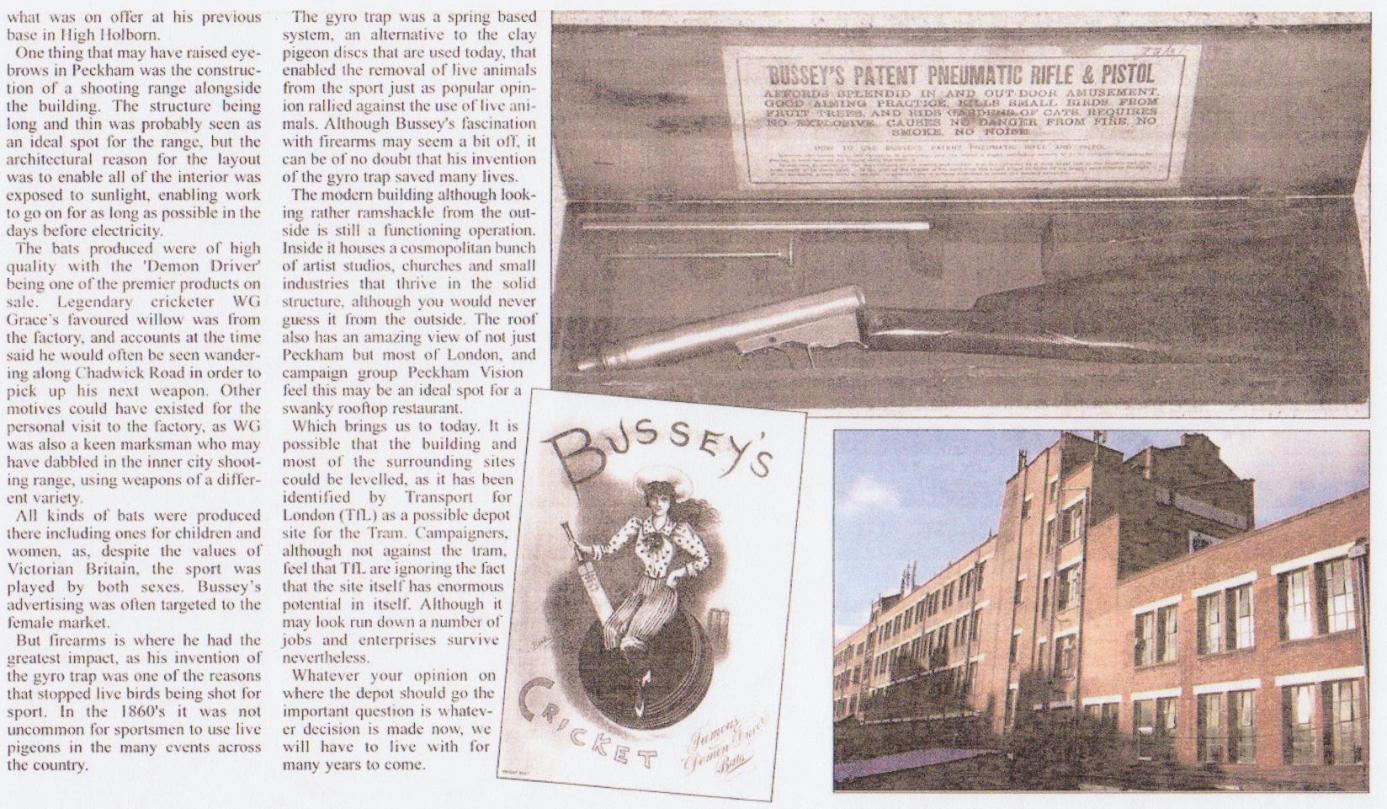 what was on offer at his previous
base in High Holborn.
One thing that may have raised eye-
brows in Peckham was the construc-
tion of a shooting range alongside
the building. The structure being
long and thin was probably seen as
an ideal spot for the range, but the
architectural reason for the layout
was to enable all of the interior was
exposed to sunlight, enabling work
to go on for as long as possible in the
days before electricity.
The bats produced were of high
quality with the 'Demon Driver'
being one of the premier products on
sale. Legendary cricketer WG
Grace's favoured willow was from
the factory, and accounts at the time
said he would often be seen wander-
ing along Chadwick Road in order to
pick up his next weapon. Other
motives could have existed for the
personal visit to the factory, as WG
was also a keen marksman who may
have dabbled in the inner city shoot-
ing range, using weapons of a differ-
ent variety.
All kinds of bats were produced
there including ones for children and
women, as, despite the values of
Victorian Britain, the sport was
played by both sexes. Bussey's
advertising was often targeted to the
female market.
But firearms is where he had the
greatest impact, as his invention of
the gyro trap was one of the reasons
that stopped live birds being shot for
sport. In the 1860's it was not
uncommon for sportsmen to use live
pigeons in the many events across
the country.
The gyro trap was a spring based
system, an alternative to the clay
pigeon discs that are used today, that
enabled the removal of live animals
from the sport just as popular opin-
ion rallied against the use of live ani-
mals. Although Bussey's fascination
with firearms may seem a bit off, it
can be of no doubt that his invention
of the gyro trap saved many lives.
The modern building although look-
ing rather ramshackle from the out-
side is still a functioning operation.
Inside it houses a cosmopolitan bunch
of artist studios, churches and small
industries that thrive in the solid
structure, although you would never
guess it from the outside. The roof
also has an amazing view of not just
Peckham but most of London, and
campaign group Peckham Vision
feel this may be an ideal spot for a
swanky rooftop restaurant.
Which brings us to today. It is
possible that the building and
most of the surrounding sites
could be levelled, as it has been
identified by Transport for
London (TfL) as a possible depot
site for the Tram. Campaigners,
although not against the tram,
feel that TfL are ignoring the fact
that the site itself has enormous
potential in itself. Although it
may look run down a number of
jobs and enterprises survive
nevertheless.
Whatever your opinion on
where the depot should go the
important question is whatev-
er decision is made now, we
will have to live with for
many years to come.
BUSSEY'S PATENT PNEUMATIC RIFLE & PISTOL
AFFORDS SPLENDID IN AND OUT-DOOR AMUSEMENT,
GOOD AIMING PRACTICE, KILLS SMALL BIRDS FROM
FRUIT TREES, AND RIDS GARDENS OF CATS, REQUIRES
NO EXPLOSIVE, CAUSES NO DANGER FROM FIRE, NO
SMOKE, NO NOISE.
HOW TO USE BUSSEY'S PATENT PNEUMATIC RIFLE AND PISTOL
BUSSEY'S
CRICKET
Famous
Demon Driver
Bats